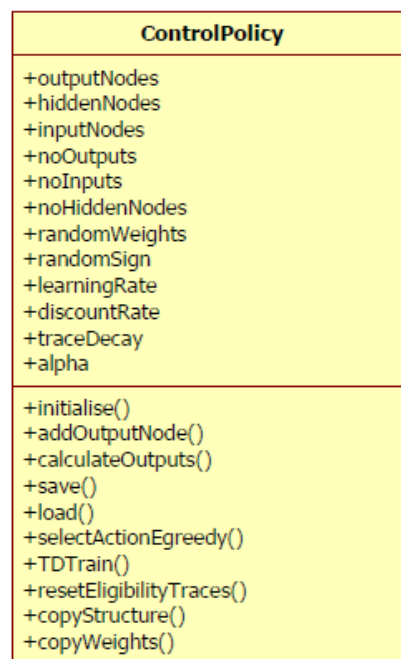 ControlPolicy
+outputNodes
+hiddenNodes
+inputNodes
+noOutputs
+noInputs
+noHiddenNodes
+randomWeights
+randomSign
+learningRate
+discountRate
+traceDecay
+alpha
+initialise()
+addOutputNode()
+calculateOutputs()
+save()
+load()
+selectActionEgreedy()
+TDTrain()
+resetEligibilityTraces()
+copyStructure()
+copyWeights()